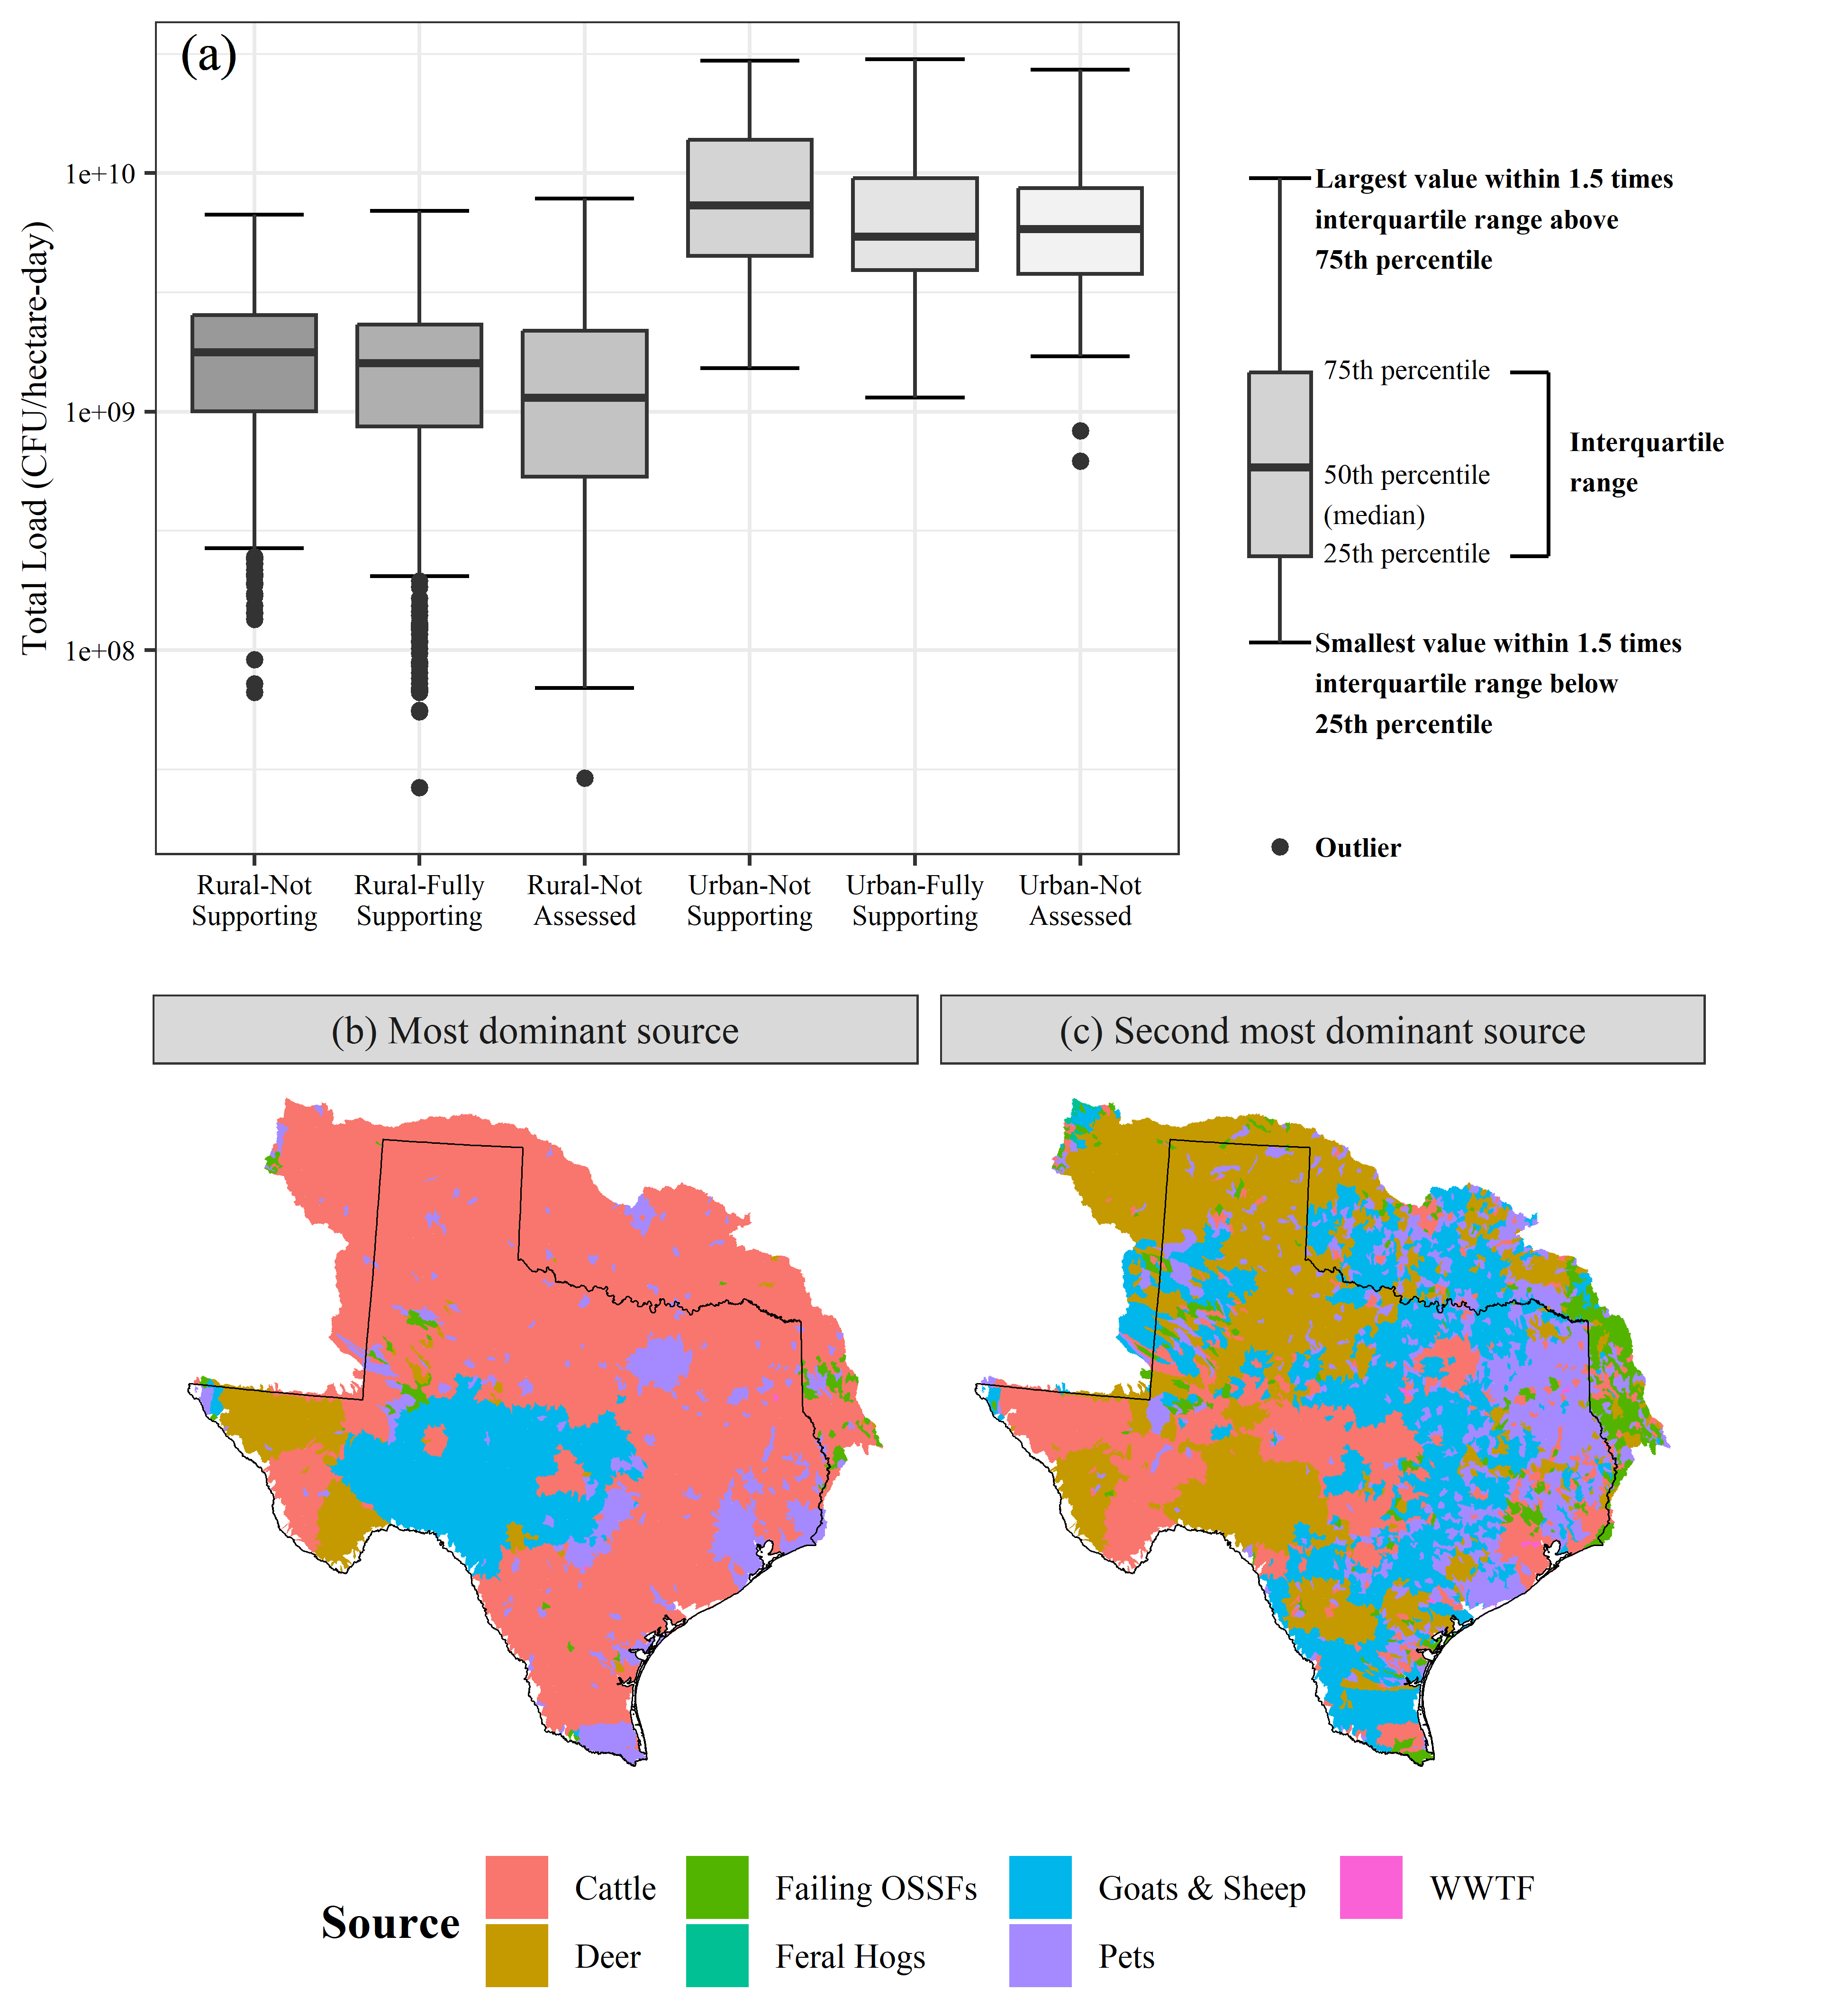 (a)
Total Load (CFU/hectare-day)
1e+10
1e+09
1e+08
Rural-Not
Supporting
Rural-Fully
Supporting
Rural-Not
Assessed
Urban-Not
Supporting
Urban-Fully
Supporting
Urban-Not
Assessed
Largest value within 1.5 times
interquartile range above
75th percentile
75th percentile
50th percentile
(median)
25th percentile
Interquartile
range
Smallest value within 1.5 times
interquartile range below
25th percentile
Outlier
(b) Most dominant source
(c) Second most dominant source
Source
Cattle
Failing OSSFs
Goats & Sheep
WWTF
Deer
Feral Hogs
Pets